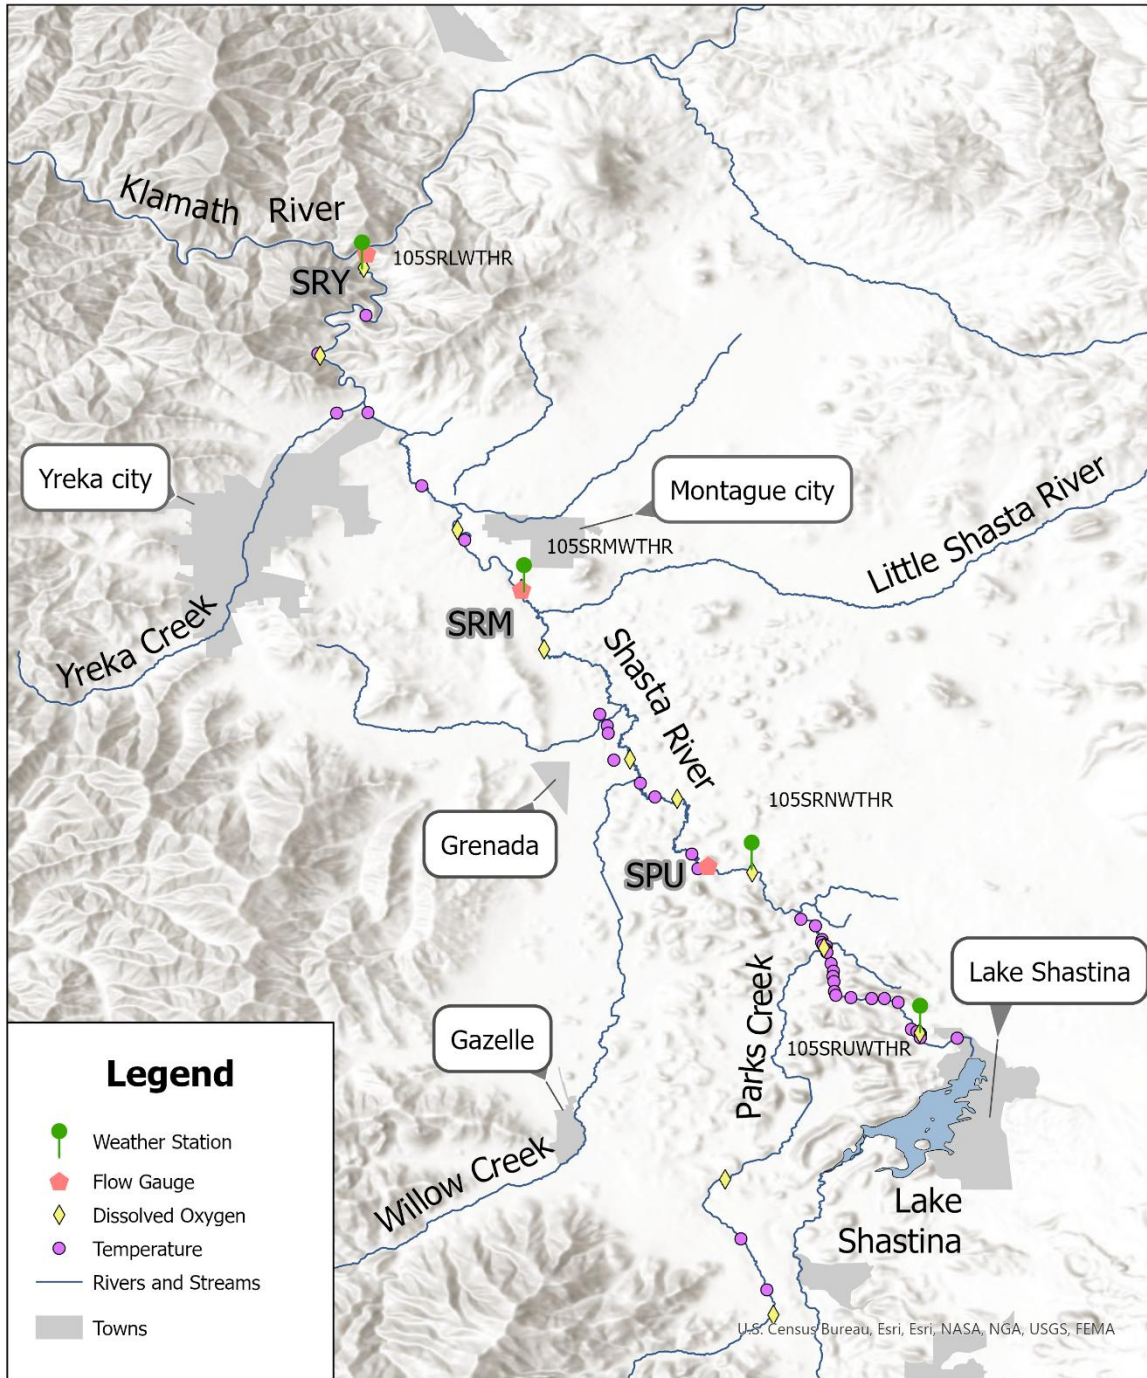 Klamath River
105SRLWTHR
SRY
Yreka city
Montague city
105SRMWTHR
Little Shasta River
SRM
Yreka Creek
Shasta River
105SRNWTHR
Grenada
SPU
Lake Shastina
Parks Creek
Gazelle
105SRUWTHR
Willow Creek
Lake
Shastina
Legend
Weather Station
Flow Gauge
Dissolved Oxygen
Temperature
Rivers and Streams
Towns
U.S. Census Bureau, Esri, Esri, NASA, NGA, USGS, FEMA